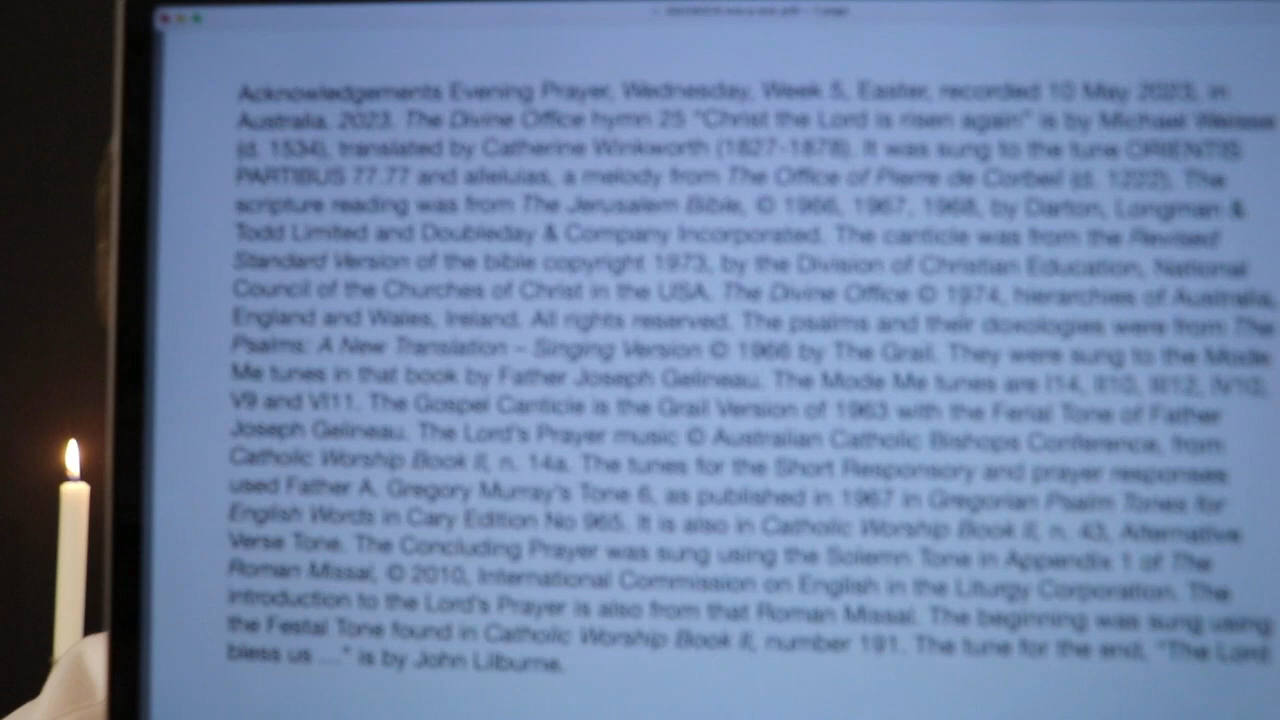 Acknowledgements Evening Prayer, Wednesday, Week 5, Easter, recorded 10 May 2023, in
Australia. 2023. The Divine Office hymn 25 "Christ the Lord is risen again" is by Michael Weisse
(d. 1534), translated by Catherine Winkworth (1827-1878). It was sung to the tune ORIENTIS
PARTIBUS 77.77 and alleluias, a melody from The Office of Pierre de Corbeil (d. 1222). The
scripture reading was from The Jerusalem Bible, © 1966, 1967, 1968, by Darton, Longman &
Todd Limited and Doubleday & Company Incorporated. The canticle was from the Revised
Standard Version of the bible copyright 1973, by the Division of Christian Education, National
Council of the Churches of Christ in the USA. The Divine Office © 1974, hierarchies of Australia,
England and Wales, Ireland. All rights reserved. The psalms and their doxologies were from The
Psalms: A New Translation – Singing Version © 1966 by The Grail. They were sung to the Mode
Me tunes in that book by Father Joseph Gelineau. The Mode Me tunes are I14, II10, III12, IV10,
V9 and VI11. The Gospel Canticle is the Grail Version of 1963 with the Ferial Tone of Father
Joseph Gelineau. The Lord's Prayer music © Australian Catholic Bishops Conference, from
Catholic Worship Book II, n. 14a. The tunes for the Short Responsory and prayer responses
used Father A. Gregory Murray's Tone 6, as published in 1967 in Gregorian Psalm Tones for
English Words in Cary Edition No 965. It is also in Catholic Worship Book II, n. 43, Alternative
Verse Tone. The Concluding Prayer was sung using the Solemn Tone in Appendix 1 of The
Roman Missal, © 2010, International Commission on English in the Liturgy Corporation. The
introduction to the Lord's Prayer is also from that Roman Missal. The beginning was sung using
the Festal Tone found in Catholic Worship Book II, number 191. The tune for the end, "The Lord
bless us ..." is by John Lilburne.